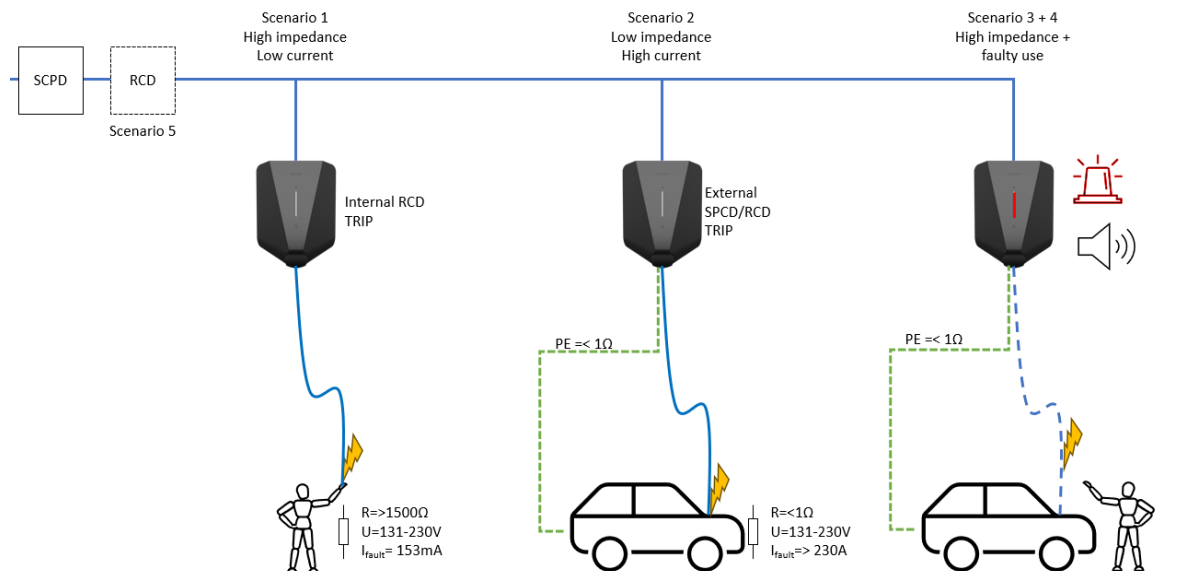 Scenario 1
High impedance
Low current
Scenario 2
Low impedance
High current
Scenario 3 + 4
High impedance +
faulty use
SCPD
RCD
Scenario 5
Internal RCD
TRIP
External
SPCD/RCD
TRIP
PE =< 1Ω
PE =< 1Ω
R=>1500Ω
U=131-230V
Ifault= 153mA
R=<1Ω
U=131-230V
Ifault=> 230A